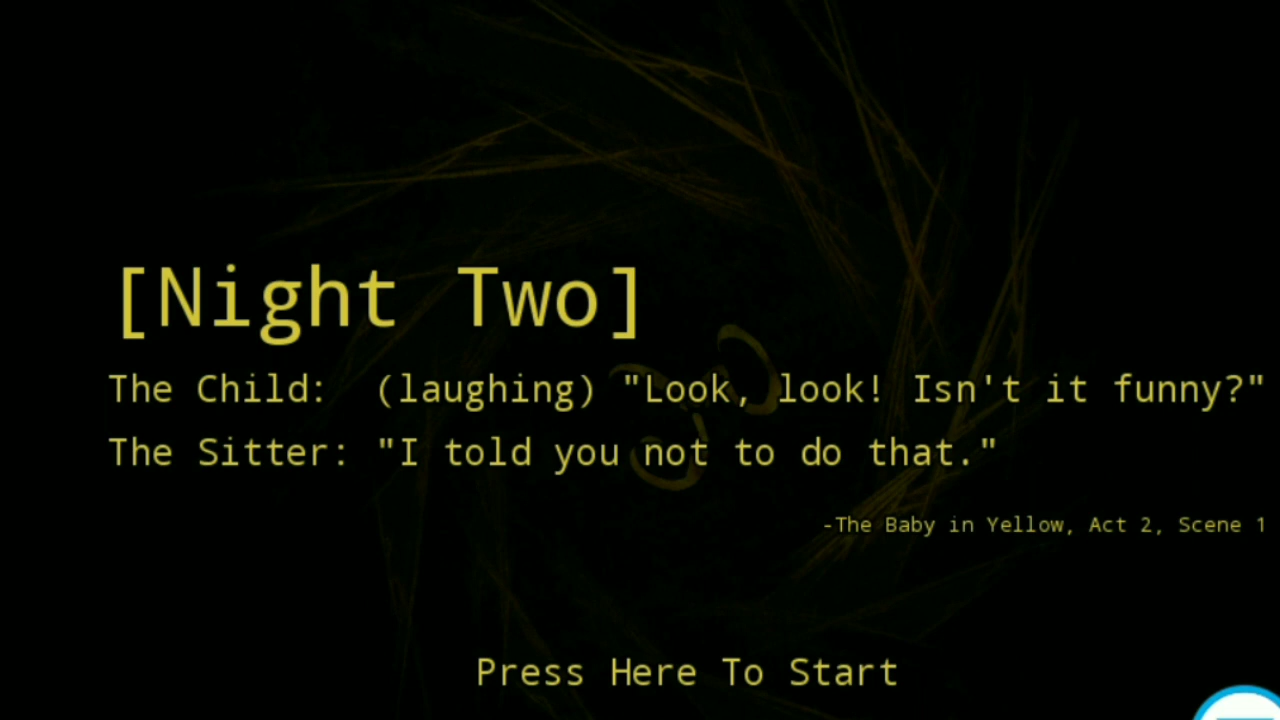 [Night Two]
The Child:  (laughing) "Look, look! Isn't it funny?"
The Sitter: "I told you not to do that."
-The Baby in Yellow, Act 2, Scene 1
Press Here To Start